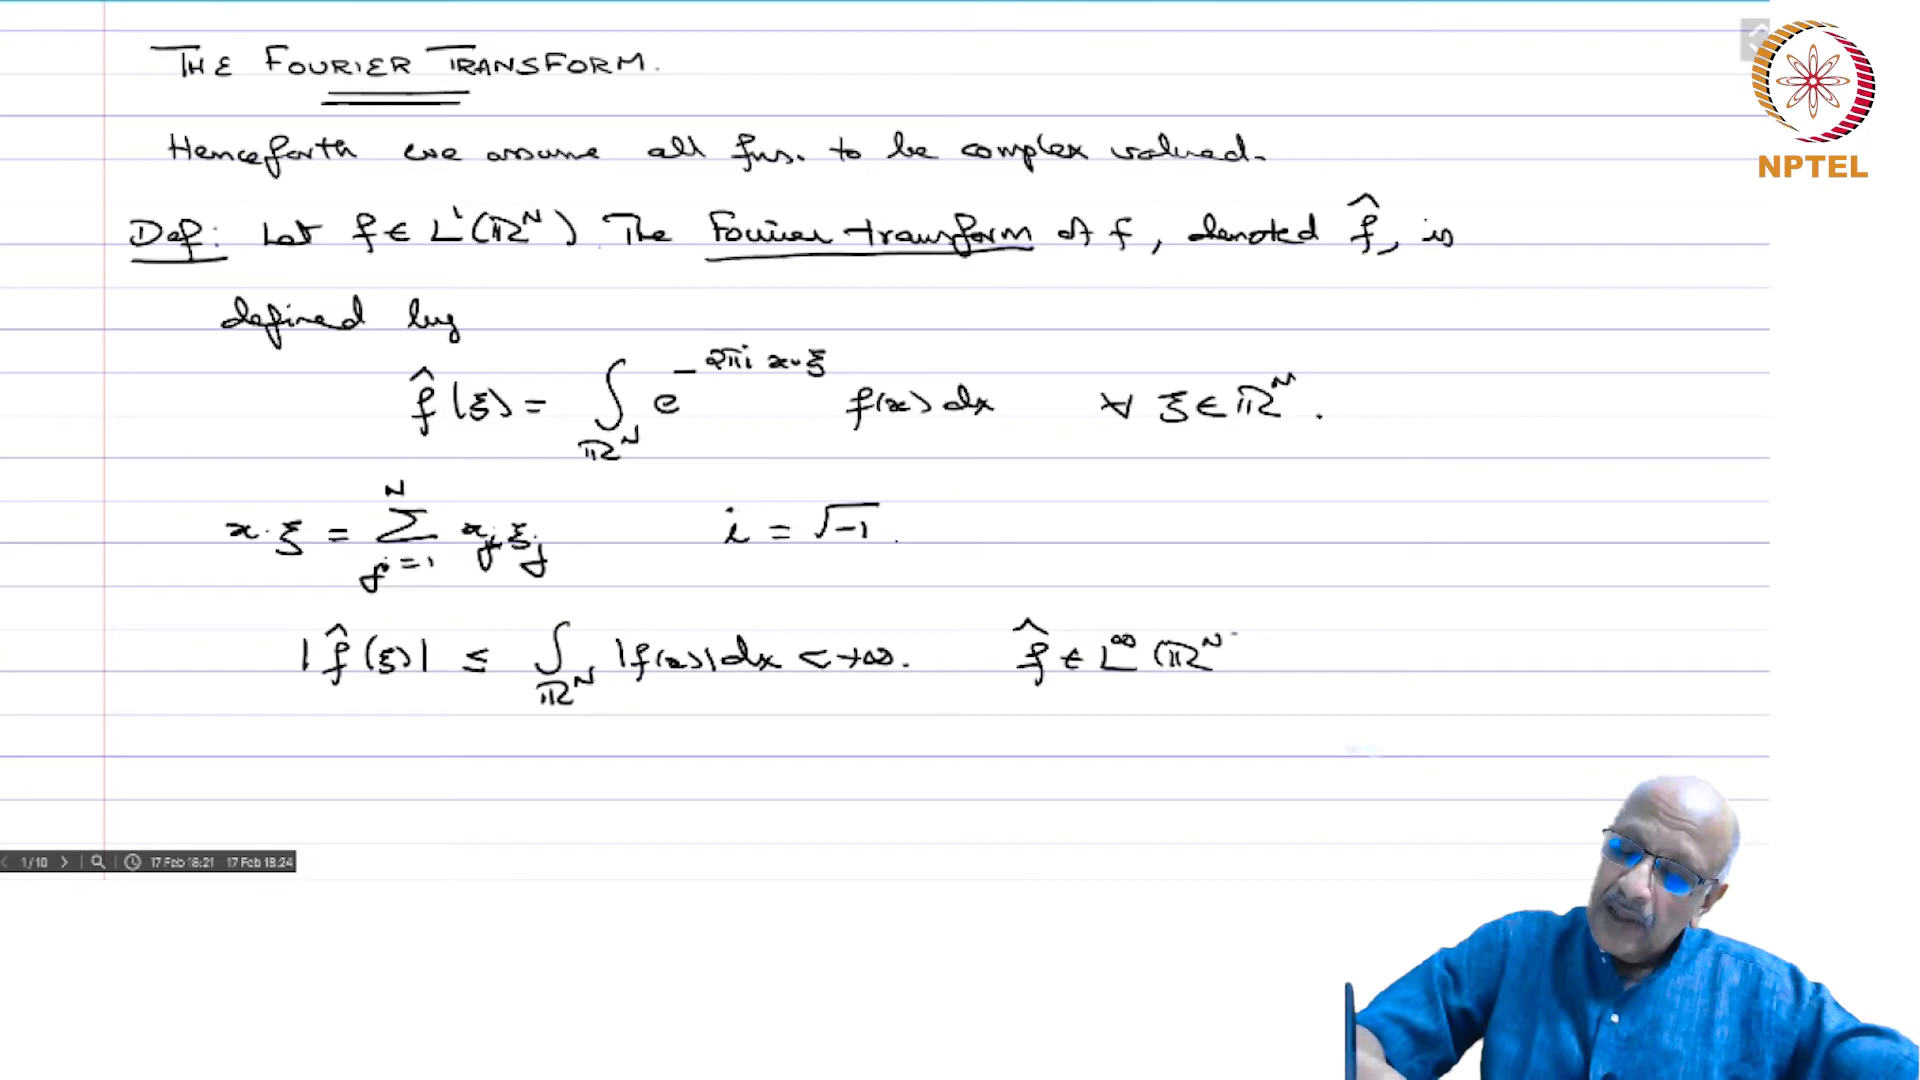 THE FOURIER TRANSFORM.
Henceforth we assume all fns. to be complex valued.
Def: Let f ∈ L¹(ℝᴺ). The Fourier transform of f, denoted f̂, is
defined by
f̂(ξ) = ∫_{ℝᴺ} e^{-2πi x·ξ} f(x) dx ∀ ξ ∈ ℝᴺ.
x·ξ = Σ_{j=1}^{N} x_j ξ_j i = √-1.
|f̂(ξ)| ≤ ∫_{ℝᴺ} |f(x)| dx < +∞. f̂ ∈ L^∞(ℝᴺ
1/10 17 Feb 18:21 17 Feb 18:24
NPTEL